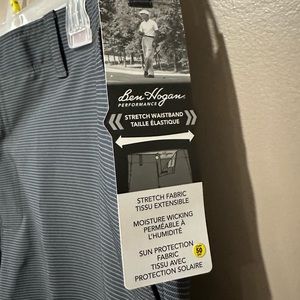 Ben Hogan
PERFORMANCE
STRETCH WAISTBAND
TAILLE ÉLASTIQUE
STRETCH FABRIC
TISSU EXTENSIBLE
MOISTURE WICKING
PERMÉABLE À
L'HUMIDITÉ
SUN PROTECTION
FABRIC
TISSU AVEC
PROTECTION SOLAIRE
50